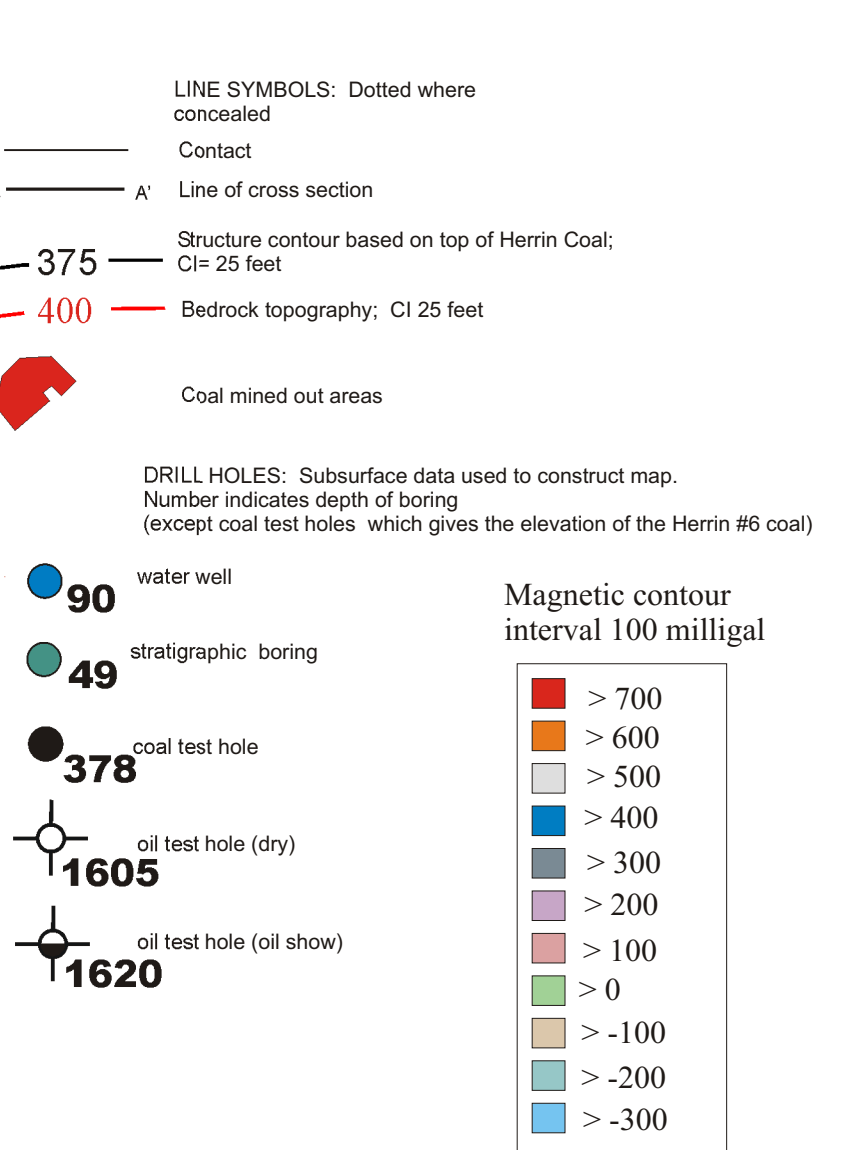 LINE SYMBOLS: Dotted where
concealed
Contact
A' Line of cross section
375 Structure contour based on top of Herrin Coal;
CI= 25 feet
400 Bedrock topography; CI 25 feet
Coal mined out areas
DRILL HOLES: Subsurface data used to construct map.
Number indicates depth of boring
(except coal test holes which gives the elevation of the Herrin #6 coal)
90 water well
49 stratigraphic boring
378 coal test hole
1605 oil test hole (dry)
1620 oil test hole (oil show)
Magnetic contour
interval 100 milligal
> 700
> 600
> 500
> 400
> 300
> 200
> 100
> 0
> -100
> -200
> -300